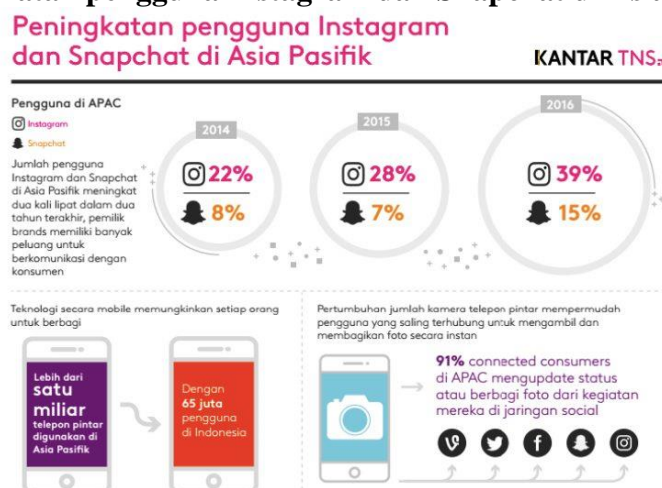 Peningkatan pengguna Instagram
dan Snapchat di Asia Pasifik
KANTAR TNS.
Pengguna di APAC
Instagram
Snapchat
Jumlah pengguna
Instagram dan Snapchat
di Asia Pasifik meningkat
dua kali lipat dalam dua
tahun terakhir, pemilik
brands memiliki banyak
peluang untuk
berkomunikasi dengan
konsumen
2014
22%
8%
2015
28%
7%
2016
39%
15%
Teknologi secara mobile memungkinkan setiap orang
untuk berbagi
Lebih dari
satu
miliar
telepon pintar
digunakan di
Asia Pasifik
Dengan
65 juta
pengguna
di Indonesia
Pertumbuhan jumlah kamera telepon pintar mempermudah
pengguna yang saling terhubung untuk mengambil dan
membagikan foto secara instan
91% connected consumers
di APAC mengupdate status
atau berbagi foto dari kegiatan
mereka di jaringan social